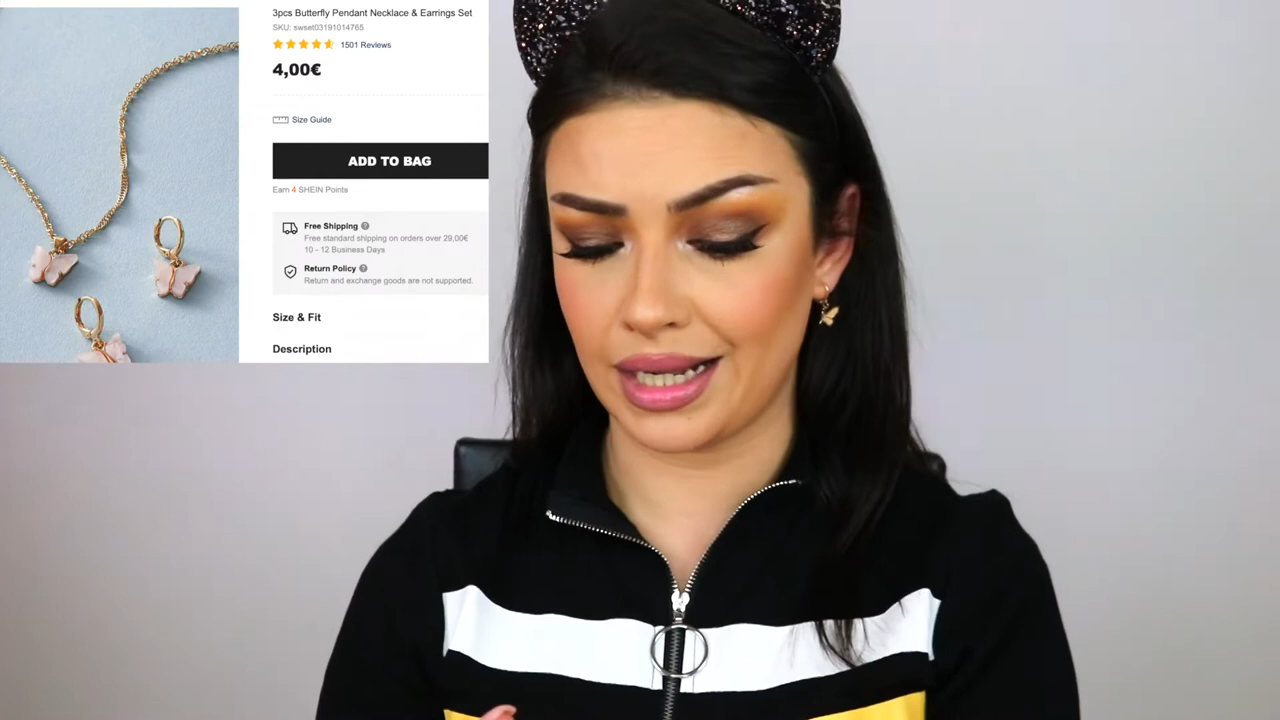 3pcs Butterfly Pendant Necklace & Earrings Set
SKU: swset03191014765
1501 Reviews
4,00€
Size Guide
ADD TO BAG
Earn 4 SHEIN Points
Free Shipping ?
Free standard shipping on orders over 29,00€
10 - 12 Business Days
Return Policy ?
Return and exchange goods are not supported.
Size & Fit
Description